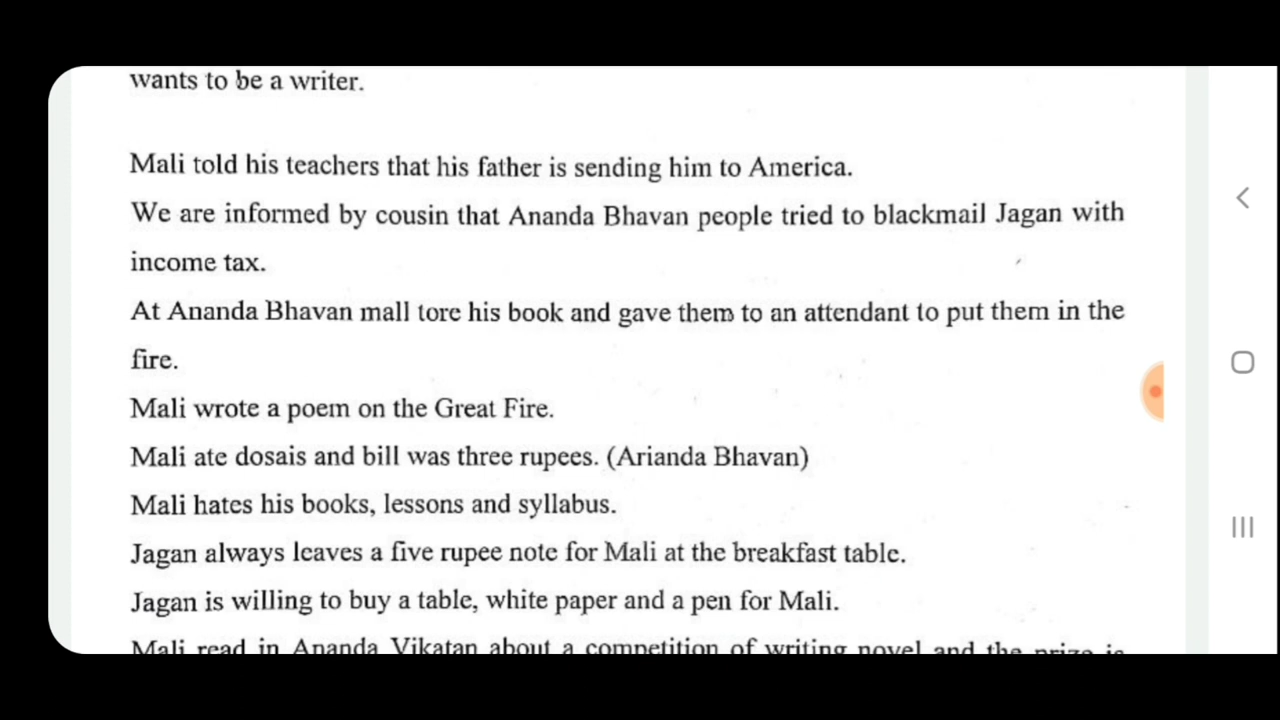 wants to be a writer.
Mali told his teachers that his father is sending him to America.
We are informed by cousin that Ananda Bhavan people tried to blackmail Jagan with
income tax.
At Ananda Bhavan mall tore his book and gave them to an attendant to put them in the
fire.
Mali wrote a poem on the Great Fire.
Mali ate dosais and bill was three rupees. (Arianda Bhavan)
Mali hates his books, lessons and syllabus.
Jagan always leaves a five rupee note for Mali at the breakfast table.
Jagan is willing to buy a table, white paper and a pen for Mali.
Mali read in Ananda Vikatan about a competition of writing novel and the prize is